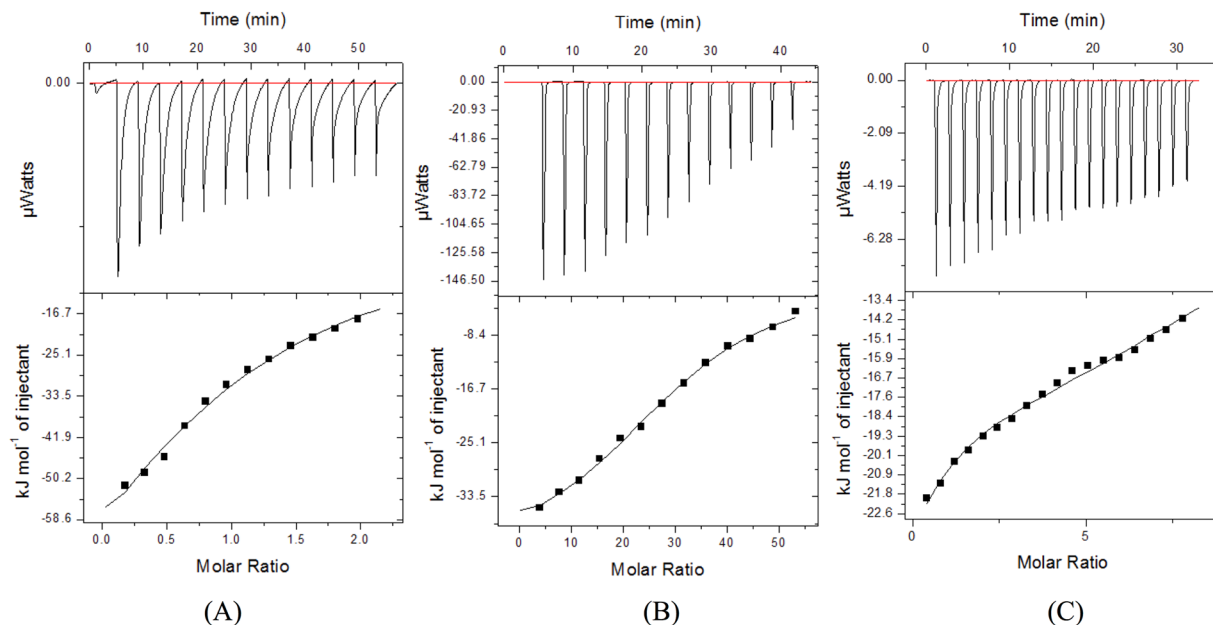 Time (min)
0 10 20 30 40 50
0.00
µWatts
-16.7
-25.1
-33.5
-41.9
-50.2
-58.6
kJ mol-1 of injectant
0.0 0.5 1.0 1.5 2.0
Molar Ratio
(A)
Time (min)
0 10 20 30 40
0.00
-20.93
-41.86
-62.79
-83.72
-104.65
-125.58
-146.50
µWatts
-8.4
-16.7
-25.1
-33.5
kJ mol-1 of injectant
0 10 20 30 40 50
Molar Ratio
(B)
Time (min)
0 10 20 30
0.00
-2.09
-4.19
-6.28
µWatts
-13.4
-14.2
-15.1
-15.9
-16.7
-17.6
-18.4
-19.3
-20.1
-20.9
-21.8
-22.6
kJ mol-1 of injectant
5
Molar Ratio
(C)